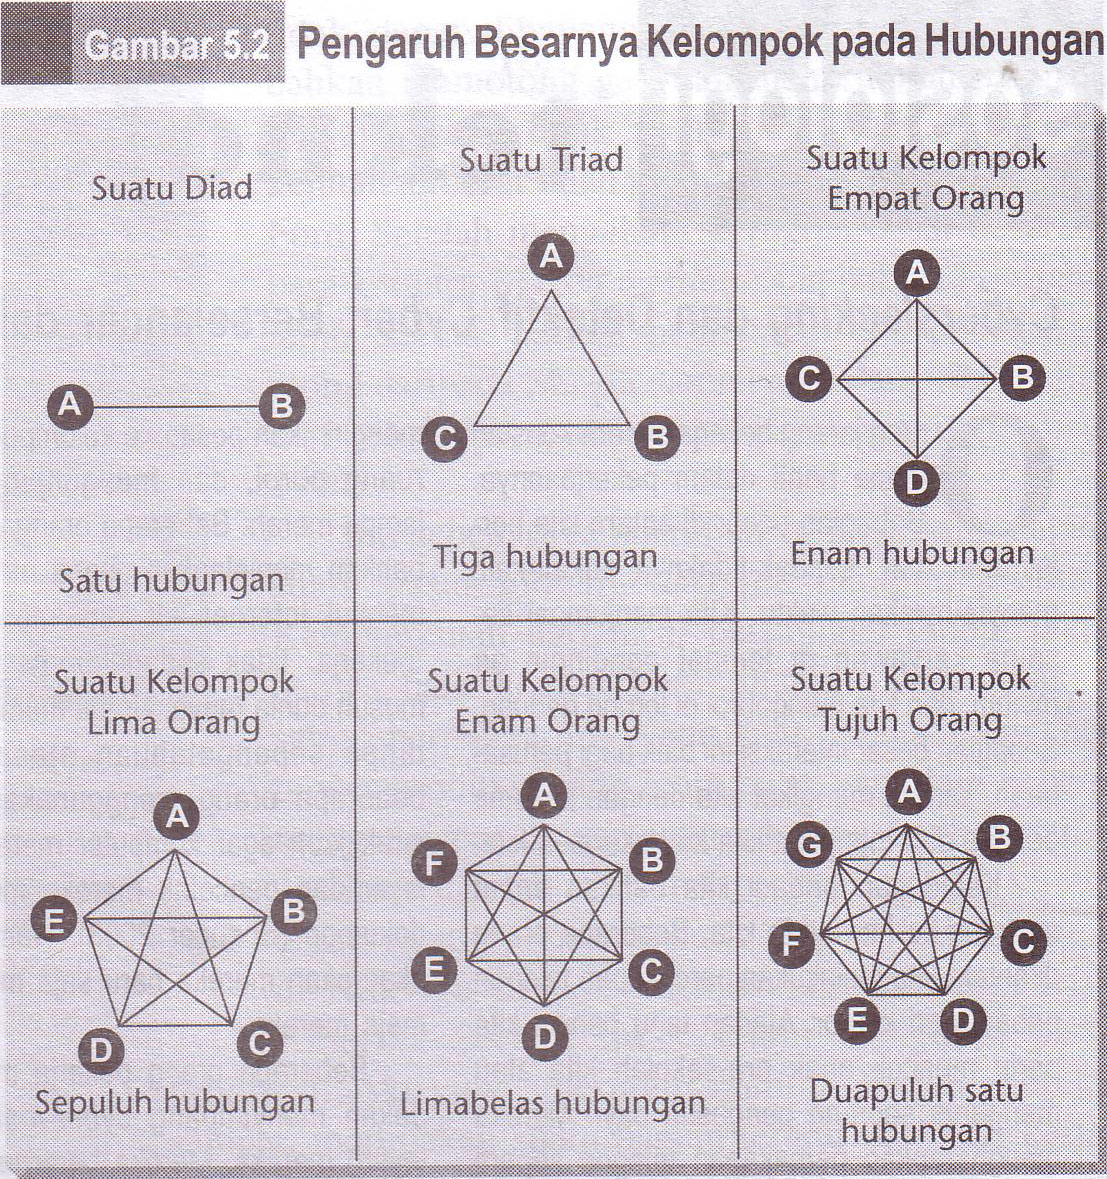 Gambar 5.2 Pengaruh Besarnya Kelompok pada Hubungan
Suatu Diad
A
B
Satu hubungan
Suatu Triad
A
C
B
Tiga hubungan
Suatu Kelompok
Empat Orang
A
C
B
D
Enam hubungan
Suatu Kelompok
Lima Orang
A
E
B
D
C
Sepuluh hubungan
Suatu Kelompok
Enam Orang
A
F
B
E
C
D
Limabelas hubungan
Suatu Kelompok
Tujuh Orang
A
G
B
F
C
E
D
Duapuluh satu
hubungan